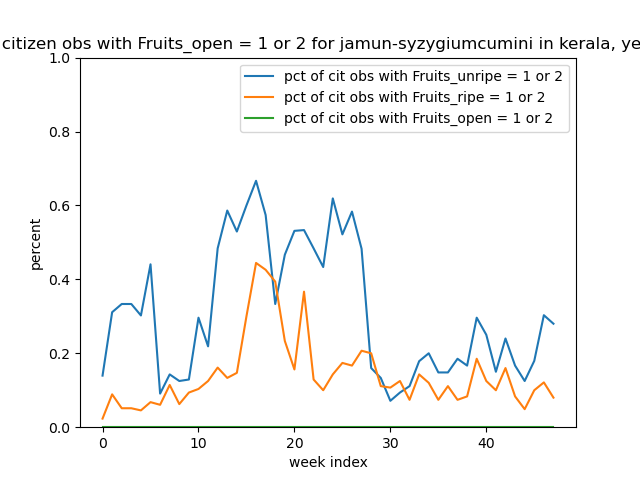 citizen obs with Fruits_open = 1 or 2 for jamun-syzygiumcumini in kerala, ye
pct of cit obs with Fruits_unripe = 1 or 2
pct of cit obs with Fruits_ripe = 1 or 2
pct of cit obs with Fruits_open = 1 or 2
percent
1.0
0.8
0.6
0.4
0.2
0.0
0 10 20 30 40
week index